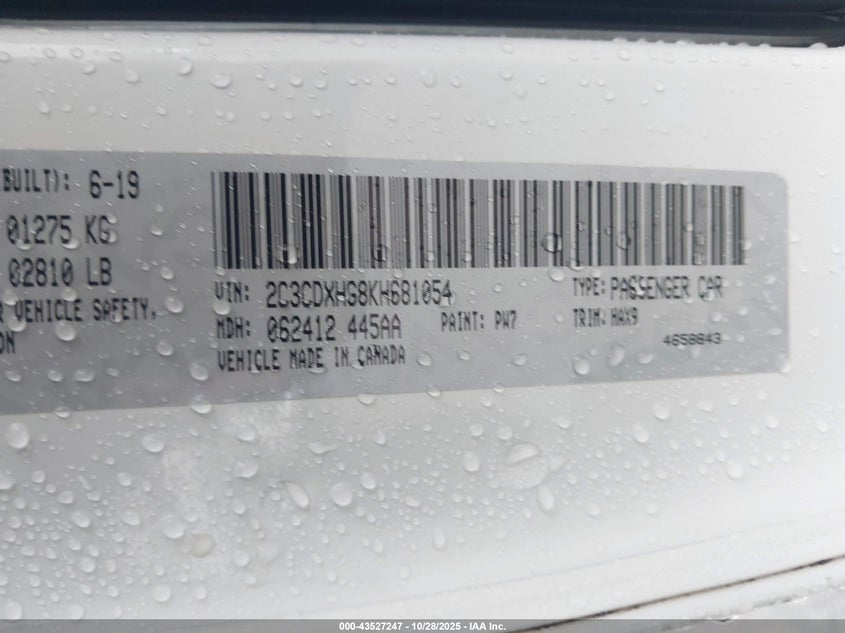 BUILT): 6-19
01275 KG
02810 LB
VEHICLE SAFETY,
ON
VIN: 2C3CDXHG8KH681054
TYPE: PASSENGER CAR
MDH: 062412 445AA
PAINT: PW7
TRIM: HAX9
VEHICLE MADE IN CANADA
4658843
000-43527247 - 10/28/2025 - IAA Inc.